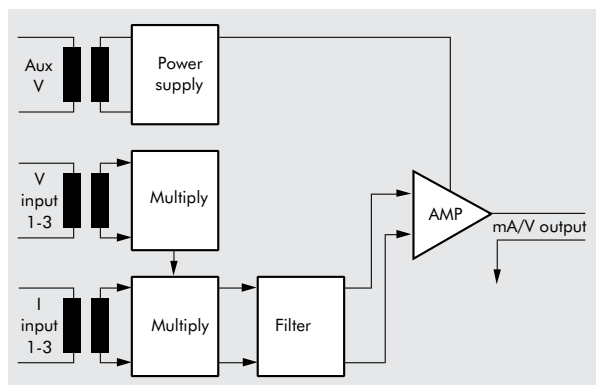 Aux
V
Power
supply
V
input
1-3
Multiply
AMP
mA/V output
I
input
1-3
Multiply
Filter